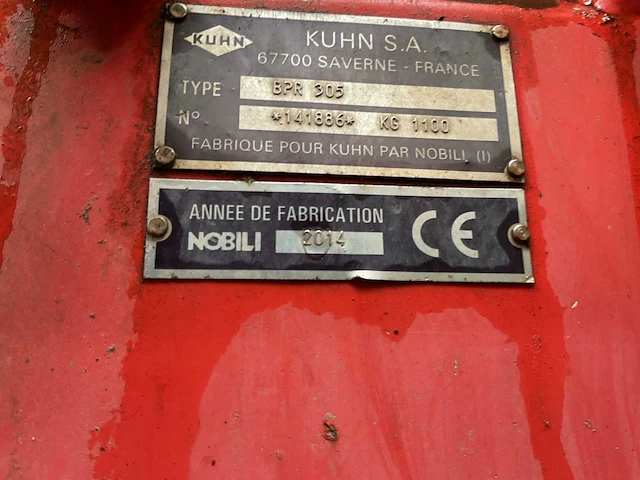 KUHN
KUHN S.A.
67700 SAVERNE - FRANCE
TYPE BPR 305
Nº *141886* KG 1100
FABRIQUE POUR KUHN PAR NOBILI (I)
ANNEE DE FABRICATION
NOBILI 2014 CE